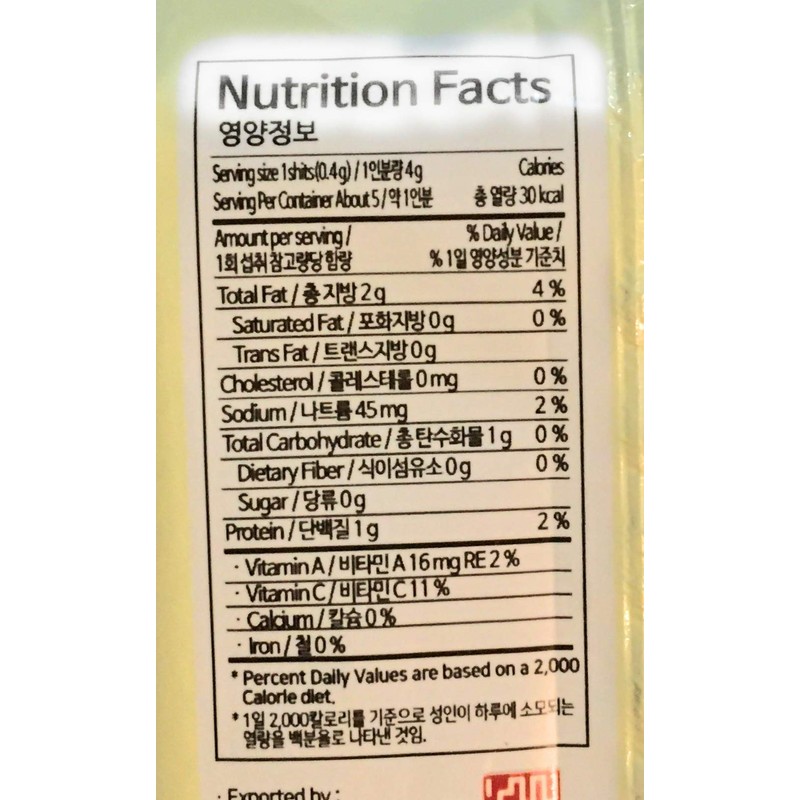 Nutrition Facts
영양정보
Serving size 1shits(0.4g)/1인분량4g Calories
Serving Per Container About 5/약1인분 총 열량 30 kcal
Amount per serving/ % Daily Value/
1회 섭취 참고량당 함량 % 1일 영양성분 기준치
Total Fat/총 지방 2g 4%
Saturated Fat/포화지방 0g 0%
Trans Fat/트랜스지방 0g
Cholesterol/콜레스테롤 0mg 0%
Sodium/나트륨 45mg 2%
Total Carbohydrate/총 탄수화물 1g 0%
Dietary Fiber/식이섬유소 0g 0%
Sugar/당류 0g
Protein/단백질 1g 2%
· Vitamin A/비타민 A 16mg RE 2%
· Vitamin C/비타민 C 11%
· Calcium/칼슘 0%
· Iron/철 0%
* Percent Daily Values are based on a 2,000
Calorie diet.
* 1일 2,000칼로리를 기준으로 성인이 하루에 소모되는
열량을 백분율로 나타낸 것임.
· Exported by :